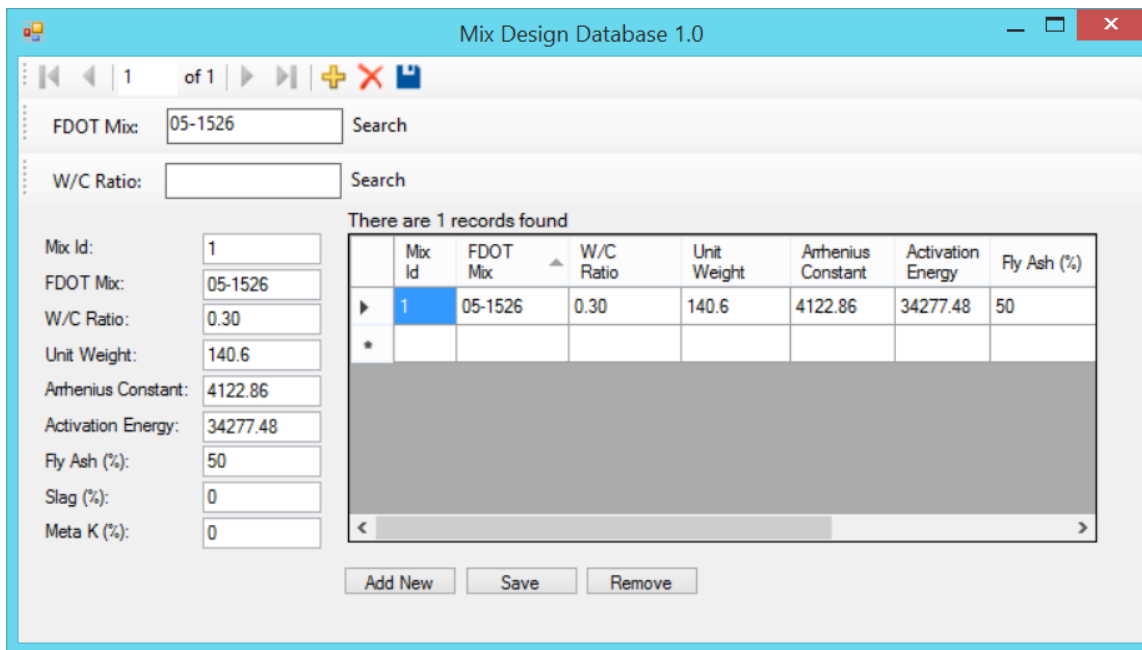 Mix Design Database 1.0
1 of 1
FDOT Mix: 05-1526 Search
W/C Ratio: Search
There are 1 records found
Mix Id: 1
FDOT Mix: 05-1526
W/C Ratio: 0.30
Unit Weight: 140.6
Arrhenius Constant: 4122.86
Activation Energy: 34277.48
Fly Ash (%): 50
Slag (%): 0
Meta K (%): 0
Mix Id FDOT Mix W/C Ratio Unit Weight Arrhenius Constant Activation Energy Fly Ash (%)
1 05-1526 0.30 140.6 4122.86 34277.48 50
*
Add New Save Remove